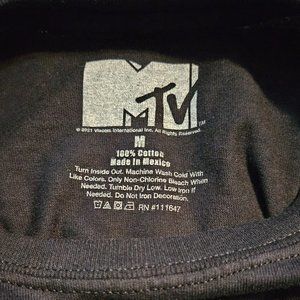 MTV
TM
©2021 Viacom International Inc. All Rights Reserved.
M
100% Cotton
Made In Mexico
Turn Inside Out. Machine Wash Cold With
Like Colors. Only Non-Chlorine Bleach When
Needed. Tumble Dry Low. Low Iron If
Needed. Do Not Iron Decoration.
RN #111647